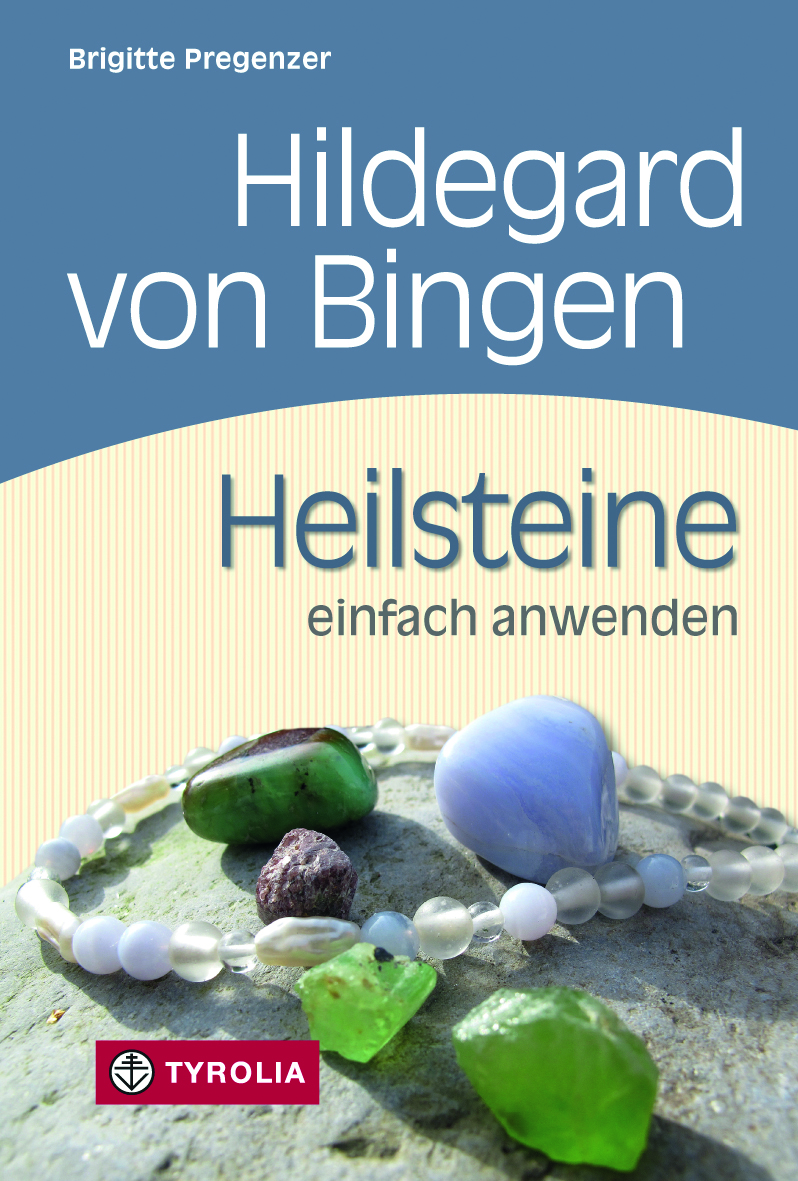 Brigitte Pregenzer
Hildegard
von Bingen
Heilsteine
einfach anwenden
TYROLIA